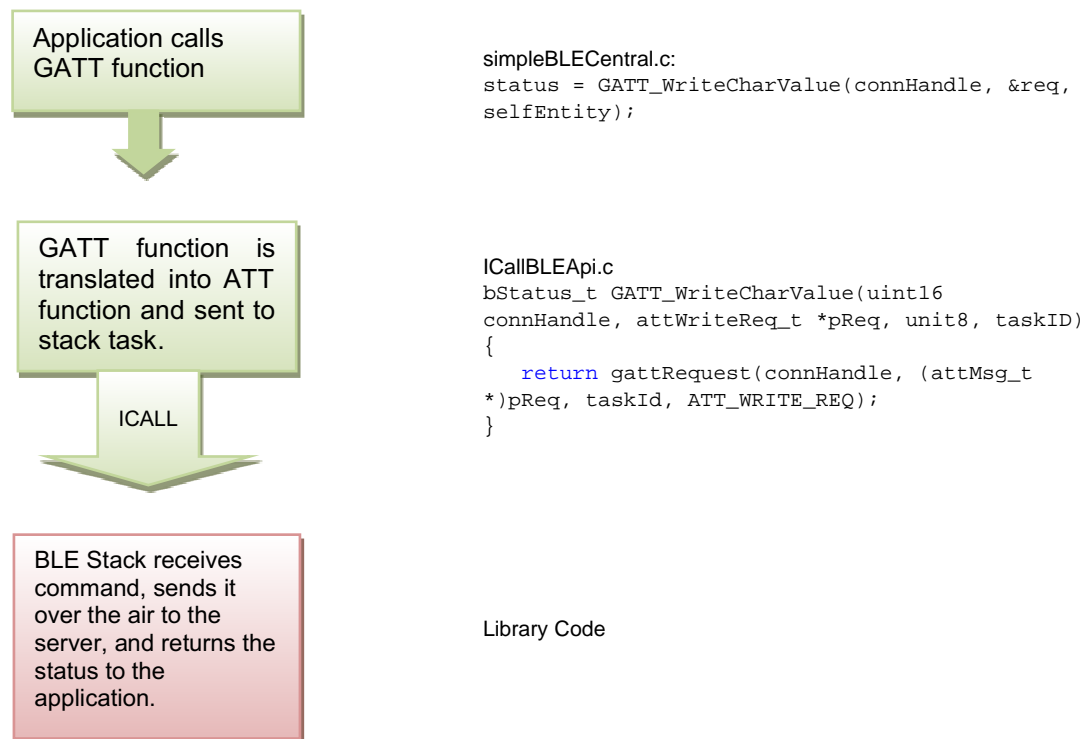 Application calls
GATT function
simpleBLECentral.c:
status = GATT_WriteCharValue(connHandle, &req,
selfEntity);
GATT function is
translated into ATT
function and sent to
stack task.
ICALL
ICallBLEApi.c
bStatus_t GATT_WriteCharValue(uint16
connHandle, attWriteReq_t *pReq, unit8, taskID)
{
return gattRequest(connHandle, (attMsg_t
*)pReq, taskId, ATT_WRITE_REQ);
}
BLE Stack receives
command, sends it
over the air to the
server, and returns the
status to the
application.
Library Code